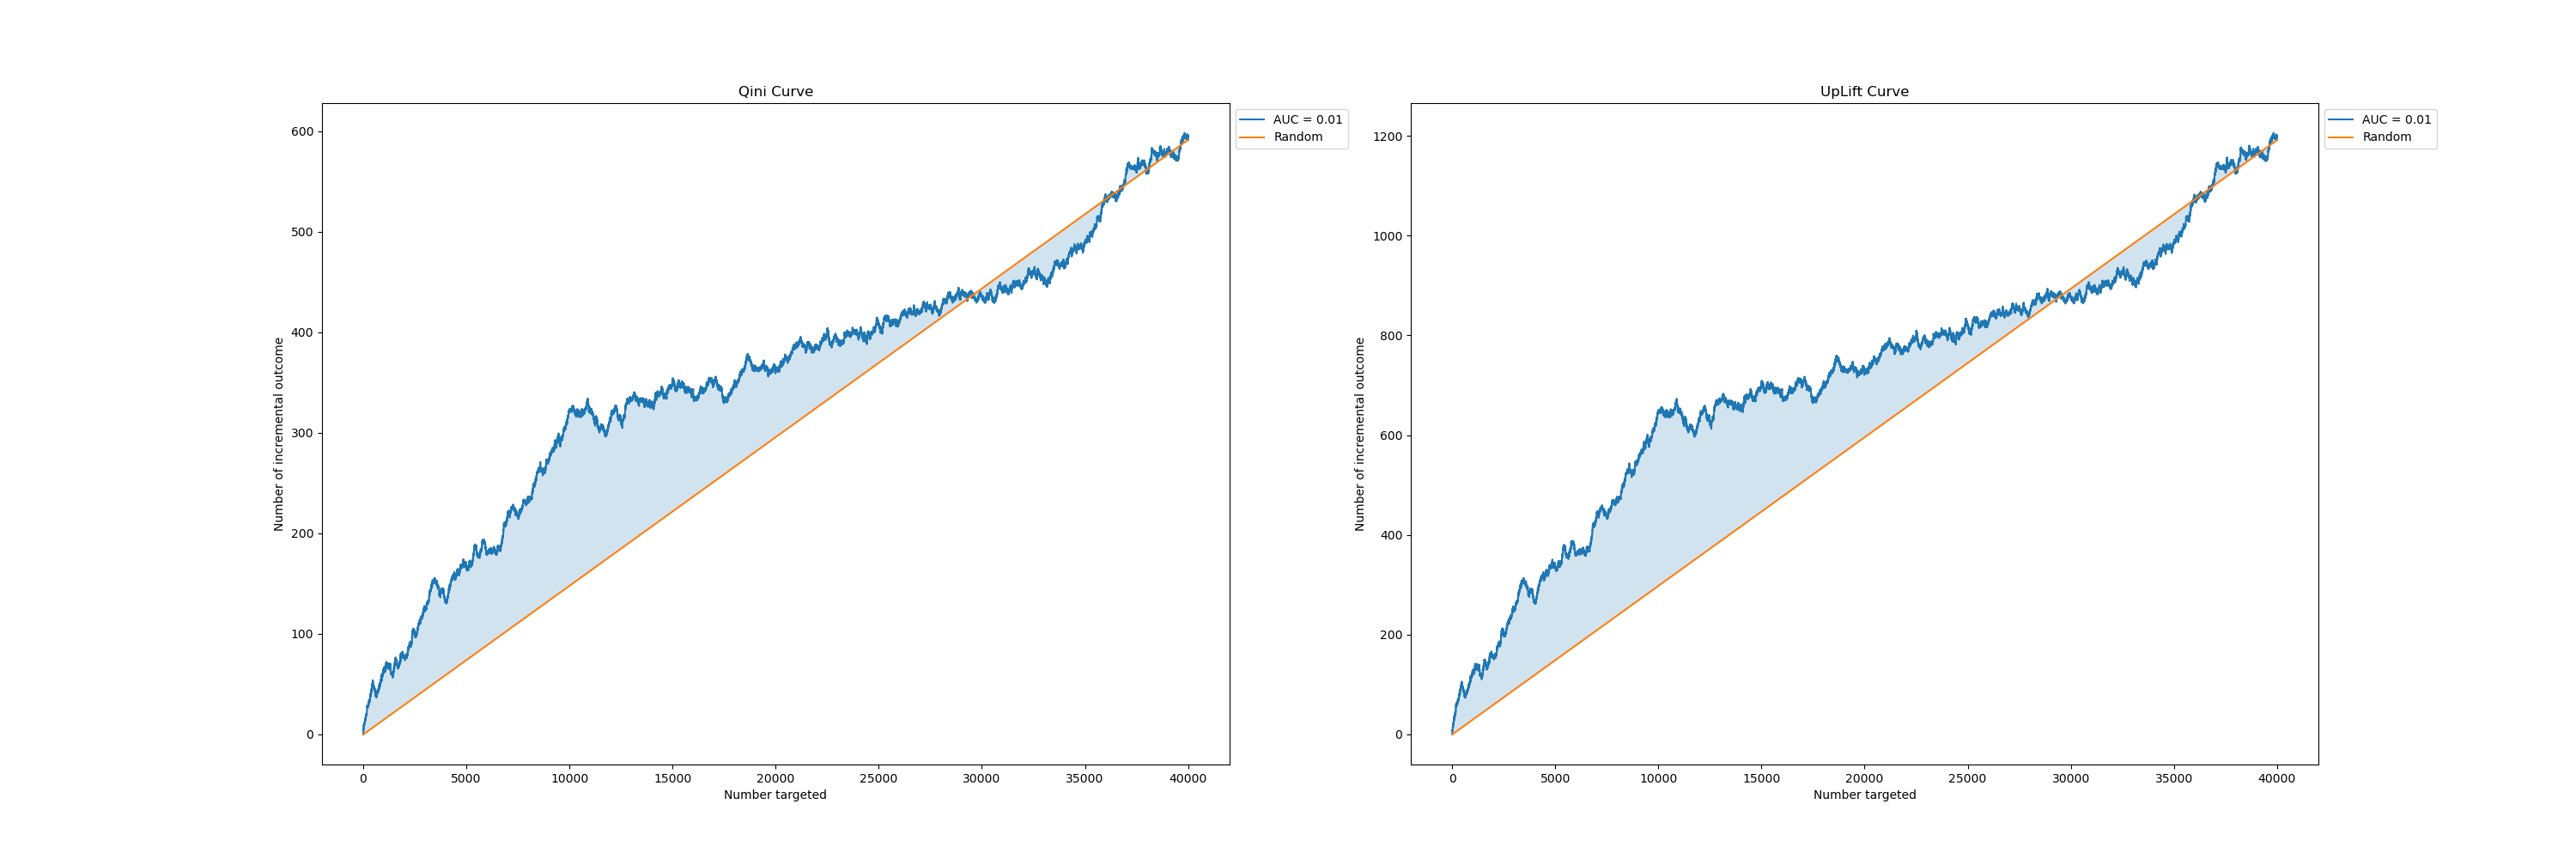 Qini Curve
600
500
400
300
200
100
0
Number of incremental outcome
0 5000 10000 15000 20000 25000 30000 35000 40000
Number targeted
AUC = 0.01
Random
UpLift Curve
1200
1000
800
600
400
200
0
Number of incremental outcome
0 5000 10000 15000 20000 25000 30000 35000 40000
Number targeted
AUC = 0.01
Random